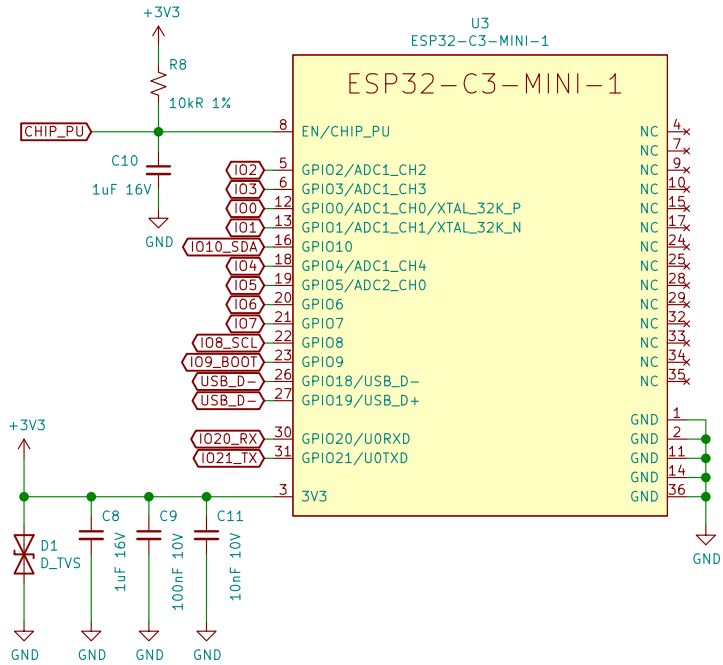 +3V3
U3
ESP32-C3-MINI-1
R8
10kR 1%
ESP32-C3-MINI-1
CHIP_PU 8 EN/CHIP_PU NC 4
NC 7
C10
1uF 16V
GND
IO2 5 GPIO2/ADC1_CH2 NC 9
IO3 6 GPIO3/ADC1_CH3 NC 10
IO0 12 GPIO0/ADC1_CH0/XTAL_32K_P NC 15
IO1 13 GPIO1/ADC1_CH1/XTAL_32K_N NC 17
IO10_SDA 16 GPIO10 NC 24
IO4 18 GPIO4/ADC1_CH4 NC 25
IO5 19 GPIO5/ADC2_CH0 NC 28
IO6 20 GPIO6 NC 29
IO7 21 GPIO7 NC 32
IO8_SCL 22 GPIO8 NC 33
IO9_BOOT 23 GPIO9 NC 34
USB_D- 26 GPIO18/USB_D- NC 35
USB_D- 27 GPIO19/USB_D+
GND 1
IO20_RX 30 GPIO20/U0RXD GND 2
IO21_TX 31 GPIO21/U0TXD GND 11
GND 14
+3V3
3 3V3 GND 36
GND
D1
D_TVS
C8
1uF 16V
C9
100nF 10V
C11
10nF 10V
GND
GND
GND
GND